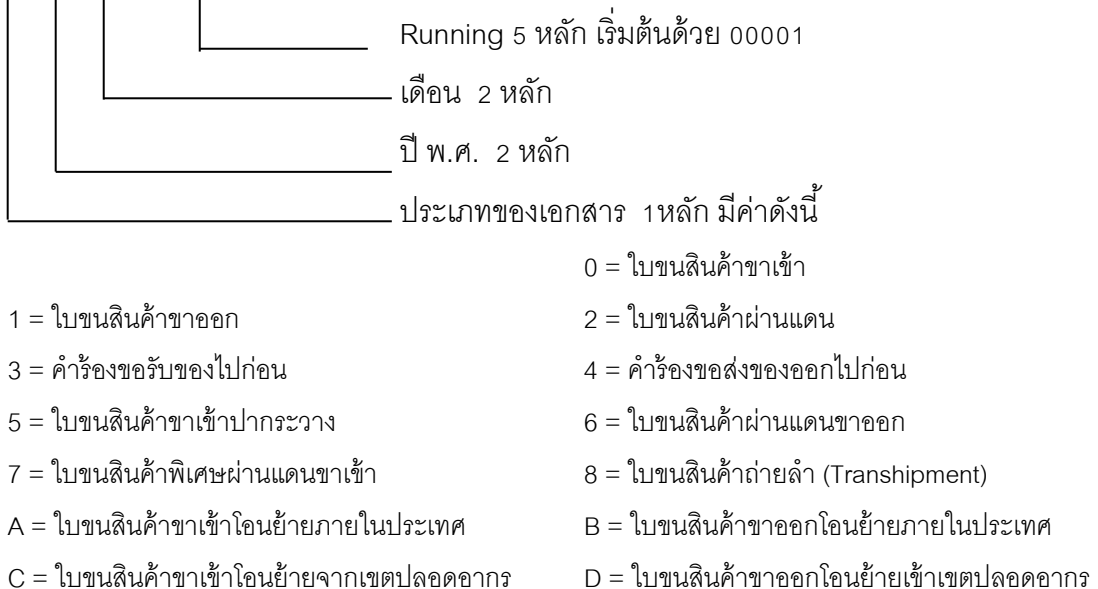 Running 5 หลัก เริ่มต้นด้วย 00001
เดือน 2 หลัก
ปี พ.ศ. 2 หลัก
ประเภทของเอกสาร 1หลัก มีค่าดังนี้
0 = ใบขนสินค้าขาเข้า
1 = ใบขนสินค้าขาออก 2 = ใบขนสินค้าผ่านแดน
3 = คำร้องขอรับของไปก่อน 4 = คำร้องขอส่งของออกไปก่อน
5 = ใบขนสินค้าขาเข้าปากระวาง 6 = ใบขนสินค้าผ่านแดนขาออก
7 = ใบขนสินค้าพิเศษผ่านแดนขาเข้า 8 = ใบขนสินค้าถ่ายลำ (Transhipment)
A = ใบขนสินค้าขาเข้าโอนย้ายภายในประเทศ B = ใบขนสินค้าขาออกโอนย้ายภายในประเทศ
C = ใบขนสินค้าขาเข้าโอนย้ายจากเขตปลอดอากร D = ใบขนสินค้าขาออกโอนย้ายเข้าเขตปลอดอากร